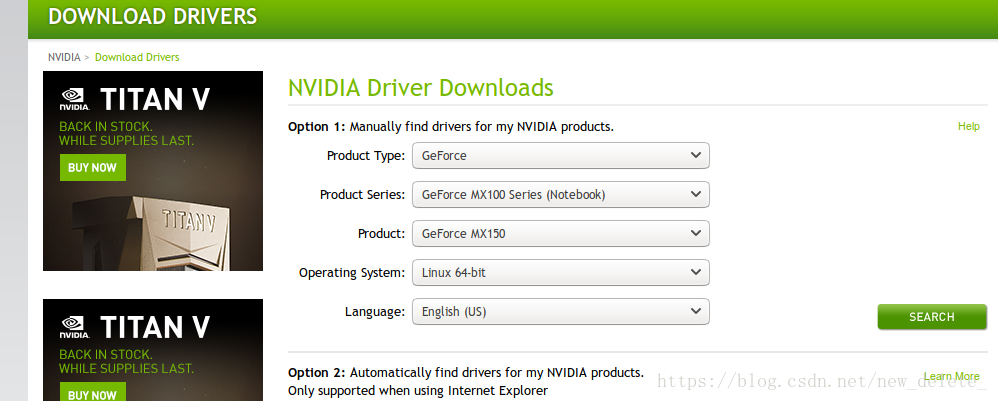 DOWNLOAD DRIVERS
NVIDIA > Download Drivers
NVIDIA. TITAN V
BACK IN STOCK.
WHILE SUPPLIES LAST.
BUY NOW
TITAN V
NVIDIA. TITAN V
BACK IN STOCK.
WHILE SUPPLIES LAST.
BUY NOW
NVIDIA Driver Downloads
Option 1: Manually find drivers for my NVIDIA products. Help
Product Type: GeForce
Product Series: GeForce MX100 Series (Notebook)
Product: GeForce MX150
Operating System: Linux 64-bit
Language: English (US)
SEARCH
Option 2: Automatically find drivers for my NVIDIA products. Learn More
Only supported when using Internet Explorer
https://blog.csdn.net/new_delete_